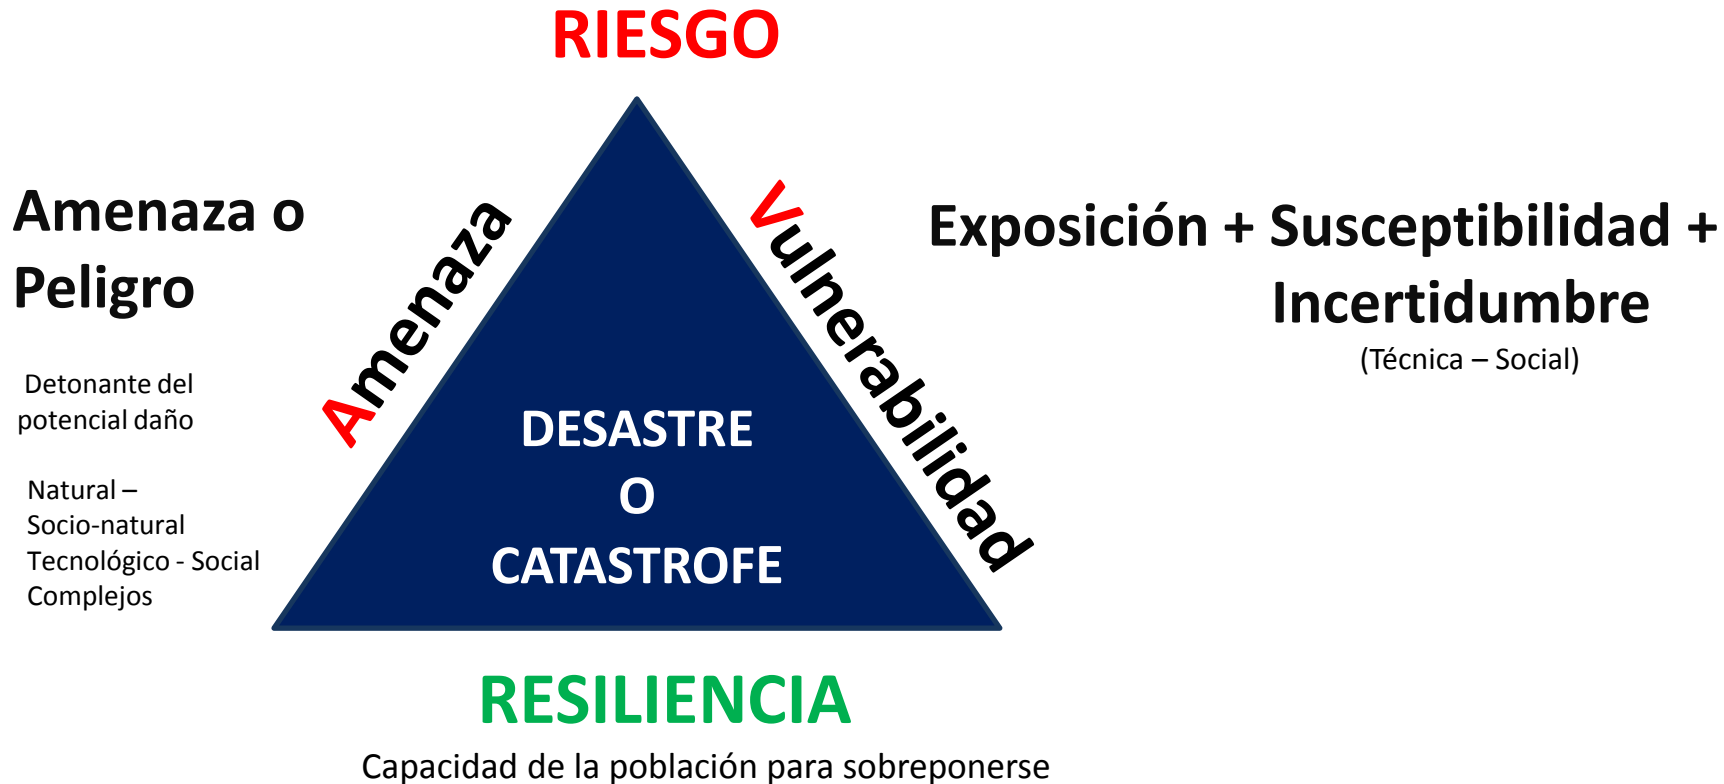 RIESGO
Amenaza o
Peligro
Detonante del
potencial daño
Natural –
Socio-natural
Tecnológico - Social
Complejos
Amenaza
DESASTRE
O
CATASTROFE
Vulnerabilidad
Exposición + Susceptibilidad +
Incertidumbre
(Técnica – Social)
RESILIENCIA
Capacidad de la población para sobreponerse